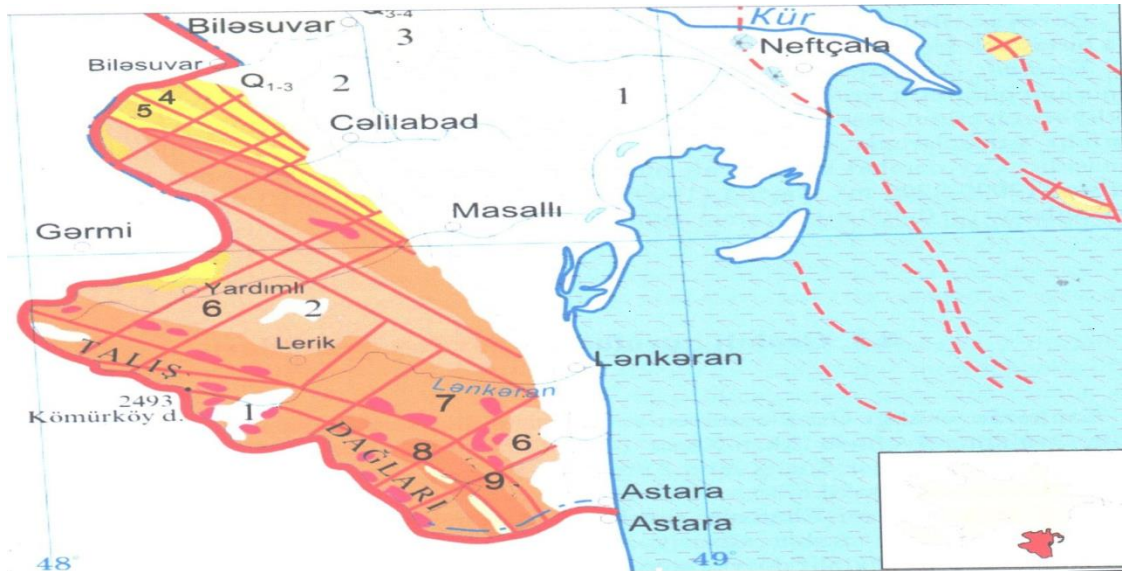 Q3-4
Biləsuvar
3
Kür
Neftçala
Biləsuvar
Q1-3
2
1
4
5
Cəlilabad
Masallı
Gərmi
Yardımlı
6
2
Lerik
TALIŞ
Lənkəran
Lənkəran
2493
Kömürköy d.
1
7
DAĞLARI
8
6
9
Astara
Astara
48°
49°